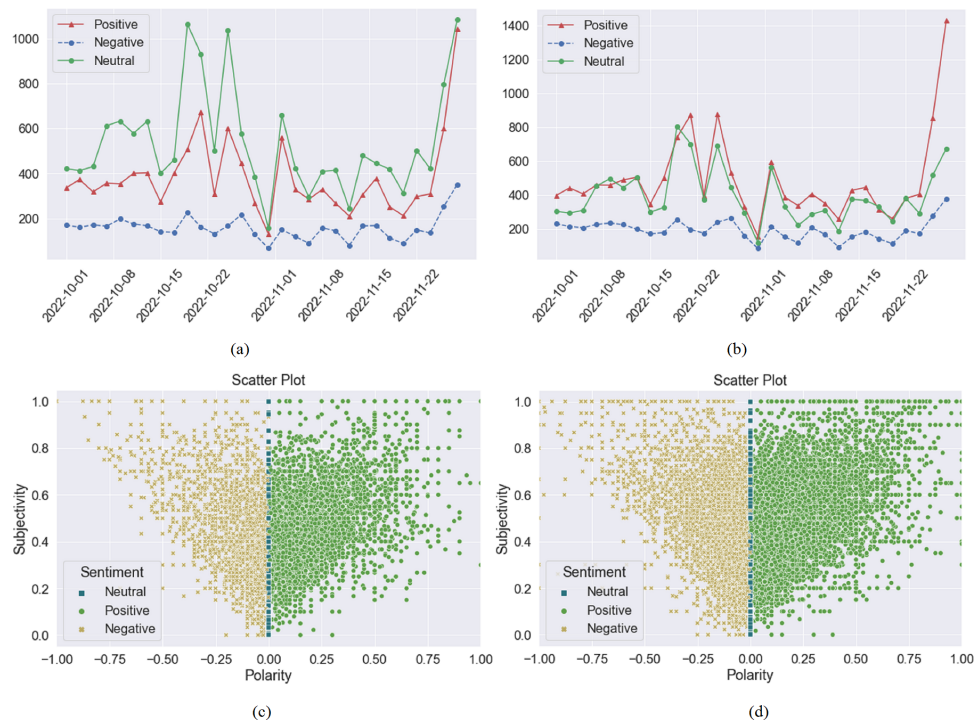 Positive
Negative
Neutral
1000
800
600
400
200
2022-10-01
2022-10-08
2022-10-15
2022-10-22
2022-11-01
2022-11-08
2022-11-15
2022-11-22
(a)
Positive
Negative
Neutral
1400
1200
1000
800
600
400
200
2022-10-01
2022-10-08
2022-10-15
2022-10-22
2022-11-01
2022-11-08
2022-11-15
2022-11-22
(b)
Scatter Plot
1.0
0.8
0.6
0.4
0.2
0.0
Subjectivity
Sentiment
Neutral
Positive
Negative
−1.00 −0.75 −0.50 −0.25 0.00 0.25 0.50 0.75 1.00
Polarity
(c)
Scatter Plot
1.0
0.8
0.6
0.4
0.2
0.0
Subjectivity
Sentiment
Neutral
Positive
Negative
−1.00 −0.75 −0.50 −0.25 0.00 0.25 0.50 0.75 1.00
Polarity
(d)